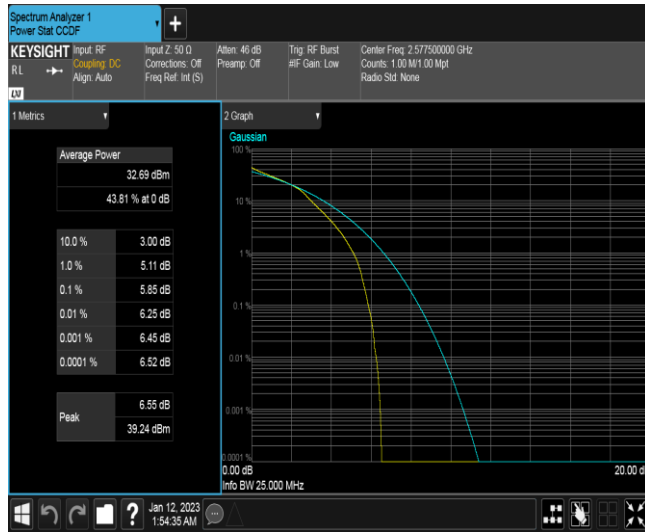 Spectrum Analyzer 1
Power Stat CCDF
+
KEYSIGHT
RL
LXI
Input: RF
Coupling: DC
Align: Auto
Input Z: 50 Ω
Corrections: Off
Freq Ref: Int (S)
Atten: 46 dB
Preamp: Off
Trig: RF Burst
#IF Gain: Low
Center Freq: 2.577500000 GHz
Counts: 1.00 M/1.00 Mpt
Radio Std: None
1 Metrics
Average Power
32.69 dBm
43.81 % at 0 dB
10.0 % 3.00 dB
1.0 % 5.11 dB
0.1 % 5.85 dB
0.01 % 6.25 dB
0.001 % 6.45 dB
0.0001 % 6.52 dB
Peak 6.55 dB
39.24 dBm
2 Graph
Gaussian
100 %
10 %
1 %
0.1 %
0.01 %
0.001 %
0.0001 %
0.00 dB
20.00 d
Info BW 25.000 MHz
?
Jan 12, 2023
1:54:35 AM